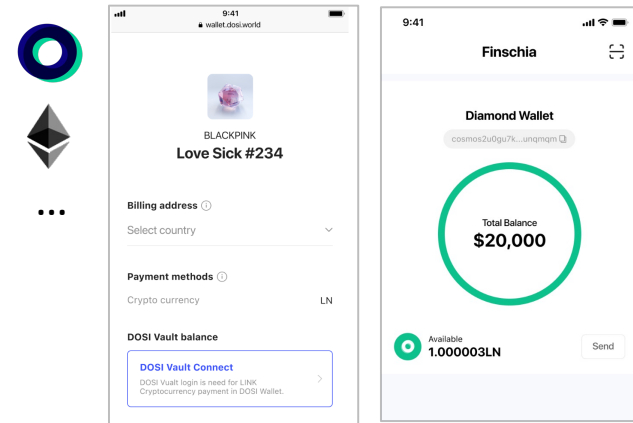 9:41
wallet.dosi.world
BLACKPINK
Love Sick #234
Billing address
Select country
Payment methods
Crypto currency LN
DOSI Vault balance
DOSI Vault Connect
DOSI Vualt login is need for LINK
Cryptocurrency payment in DOSI Wallet.
9:41
Finschia
Diamond Wallet
cosmos2u0gu7k...unqmqm
Total Balance
$20,000
Available
1.000003LN
Send